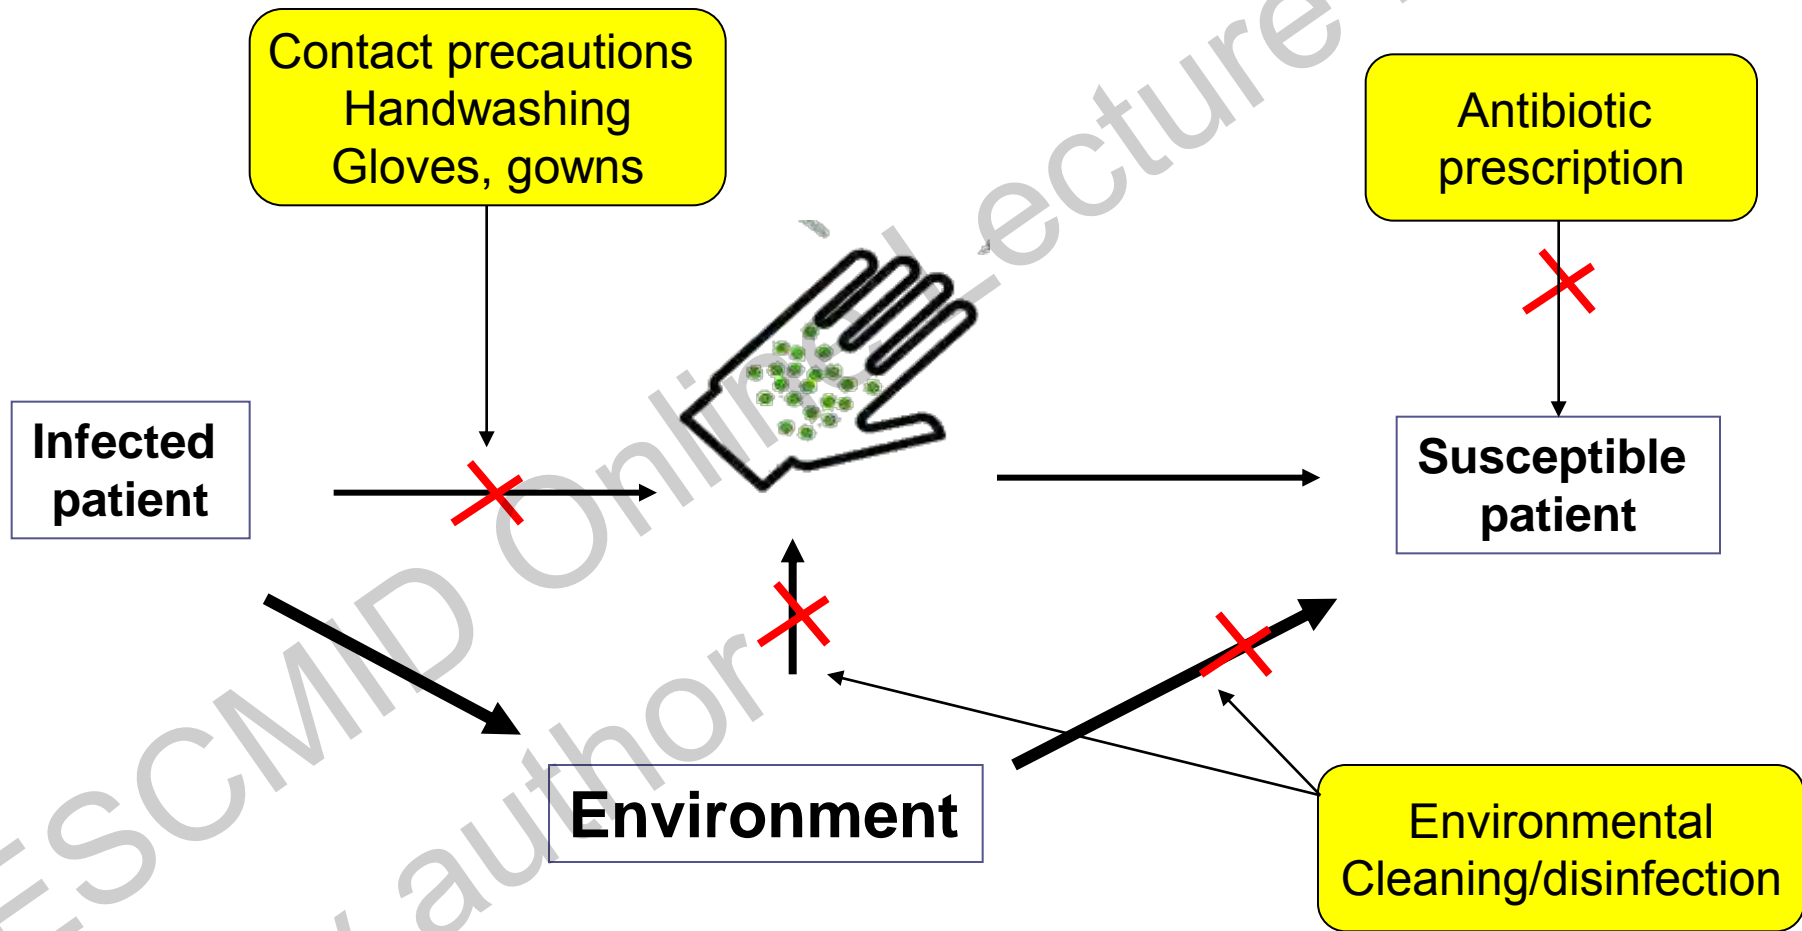 Contact precautions
Handwashing
Gloves, gowns
Antibiotic
prescription
Infected
patient
Susceptible
patient
Environment
Environmental
Cleaning/disinfection
ESCMID Online Lecture
author